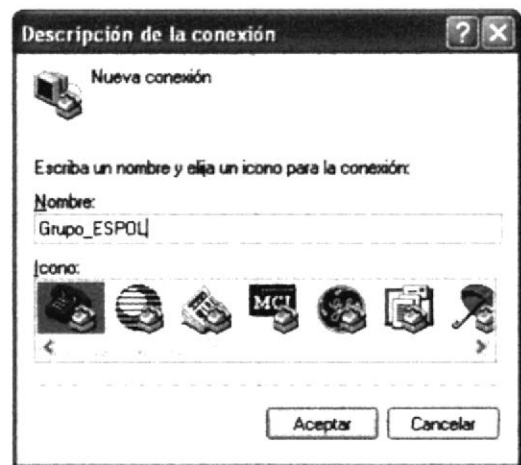 Descripción de la conexión
Nueva conexión
Escriba un nombre y elija un icono para la conexión:
Nombre:
Grupo_ESPOL
Icono:
MCI
Aceptar
Cancelar